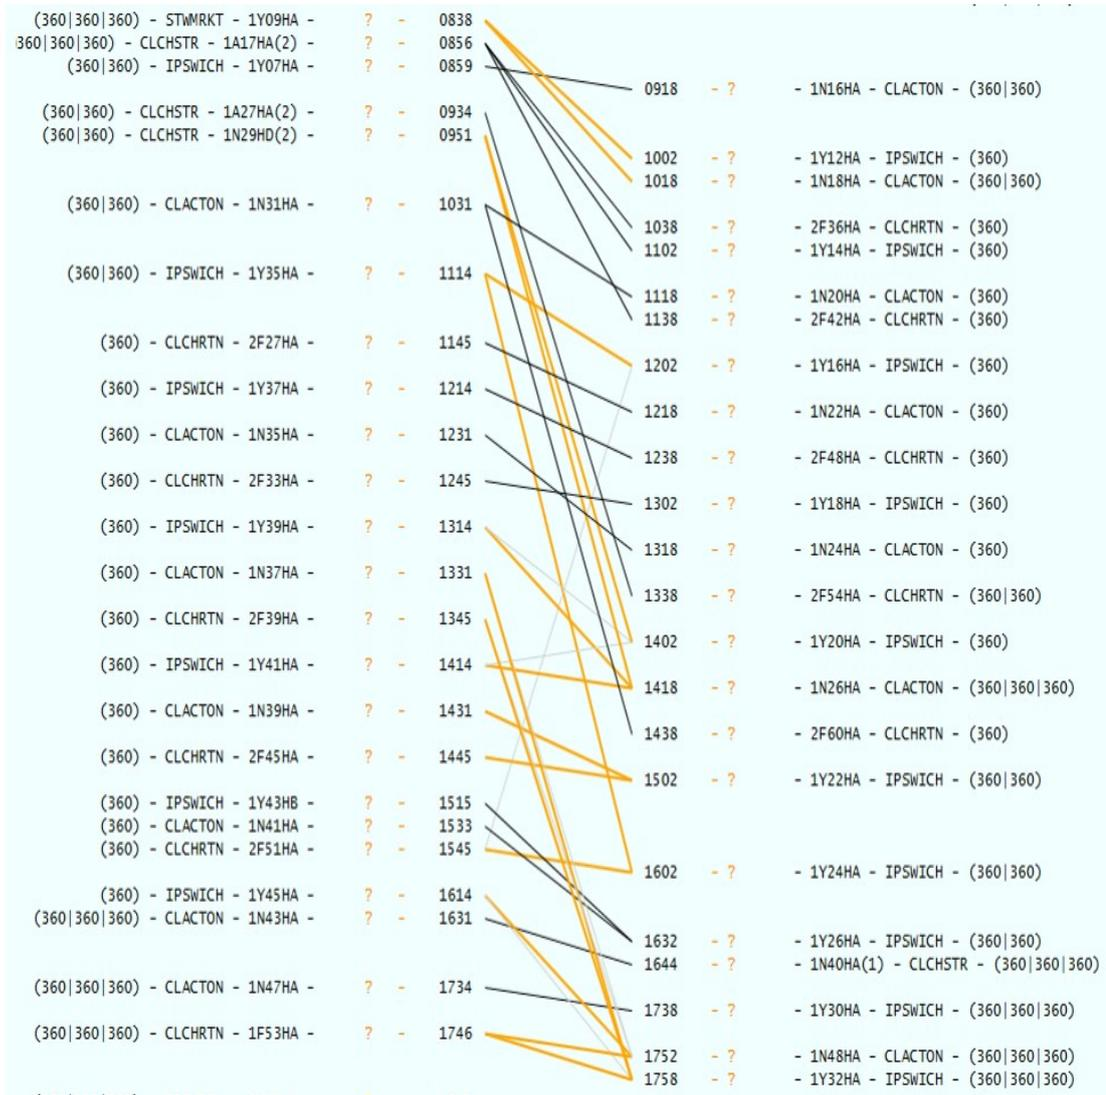 (360|360|360) - STWMRKT - 1Y09HA - ? - 0838
360|360|360) - CLCHSTR - 1A17HA(2) - ? - 0856
(360|360) - IPSWICH - 1Y07HA - ? - 0859
0918 - ? - 1N16HA - CLACTON - (360|360)
(360|360) - CLCHSTR - 1A27HA(2) - ? - 0934
(360|360) - CLCHSTR - 1N29HD(2) - ? - 0951
1002 - ? - 1Y12HA - IPSWICH - (360)
1018 - ? - 1N18HA - CLACTON - (360|360)
(360|360) - CLACTON - 1N31HA - ? - 1031
1038 - ? - 2F36HA - CLCHRTN - (360)
1102 - ? - 1Y14HA - IPSWICH - (360)
(360|360) - IPSWICH - 1Y35HA - ? - 1114
1118 - ? - 1N20HA - CLACTON - (360)
1138 - ? - 2F42HA - CLCHRTN - (360)
(360) - CLCHRTN - 2F27HA - ? - 1145
1202 - ? - 1Y16HA - IPSWICH - (360)
(360) - IPSWICH - 1Y37HA - ? - 1214
1218 - ? - 1N22HA - CLACTON - (360)
(360) - CLACTON - 1N35HA - ? - 1231
1238 - ? - 2F48HA - CLCHRTN - (360)
(360) - CLCHRTN - 2F33HA - ? - 1245
1302 - ? - 1Y18HA - IPSWICH - (360)
(360) - IPSWICH - 1Y39HA - ? - 1314
1318 - ? - 1N24HA - CLACTON - (360)
(360) - CLACTON - 1N37HA - ? - 1331
1338 - ? - 2F54HA - CLCHRTN - (360|360)
(360) - CLCHRTN - 2F39HA - ? - 1345
1402 - ? - 1Y20HA - IPSWICH - (360)
(360) - IPSWICH - 1Y41HA - ? - 1414
1418 - ? - 1N26HA - CLACTON - (360|360|360)
(360) - CLACTON - 1N39HA - ? - 1431
1438 - ? - 2F60HA - CLCHRTN - (360)
(360) - CLCHRTN - 2F45HA - ? - 1445
1502 - ? - 1Y22HA - IPSWICH - (360|360)
(360) - IPSWICH - 1Y43HB - ? - 1515
(360) - CLACTON - 1N41HA - ? - 1533
(360) - CLCHRTN - 2F51HA - ? - 1545
1602 - ? - 1Y24HA - IPSWICH - (360|360)
(360) - IPSWICH - 1Y45HA - ? - 1614
(360|360|360) - CLACTON - 1N43HA - ? - 1631
1632 - ? - 1Y26HA - IPSWICH - (360|360)
1644 - ? - 1N40HA(1) - CLCHSTR - (360|360|360)
(360|360|360) - CLACTON - 1N47HA - ? - 1734
1738 - ? - 1Y30HA - IPSWICH - (360|360|360)
(360|360|360) - CLCHRTN - 1F53HA - ? - 1746
1752 - ? - 1N48HA - CLACTON - (360|360|360)
1758 - ? - 1Y32HA - IPSWICH - (360|360|360)